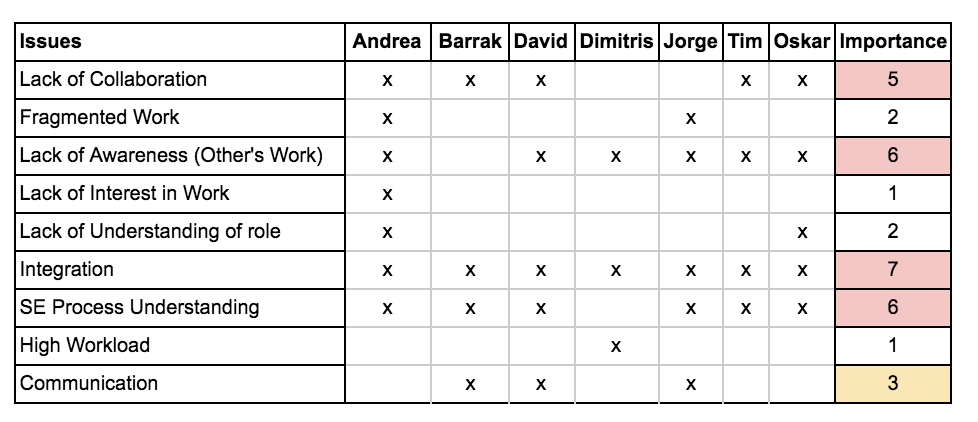 Issues Andrea Barrak David Dimitris Jorge Tim Oskar Importance
Lack of Collaboration x x x x x 5
Fragmented Work x x 2
Lack of Awareness (Other's Work) x x x x x x 6
Lack of Interest in Work x 1
Lack of Understanding of role x x 2
Integration x x x x x x x 7
SE Process Understanding x x x x x x 6
High Workload x 1
Communication x x x 3